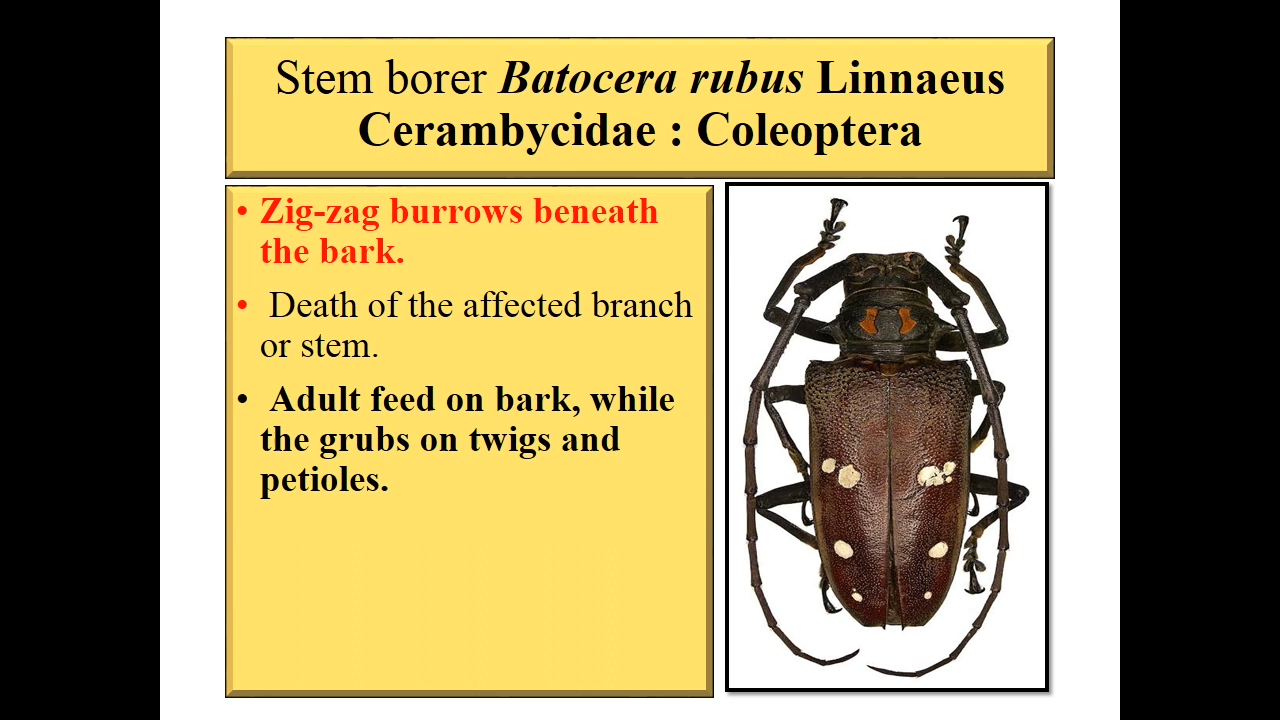 Stem borer Batocera rubus Linnaeus
Cerambycidae : Coleoptera
• Zig-zag burrows beneath
the bark.
• Death of the affected branch
or stem.
• Adult feed on bark, while
the grubs on twigs and
petioles.